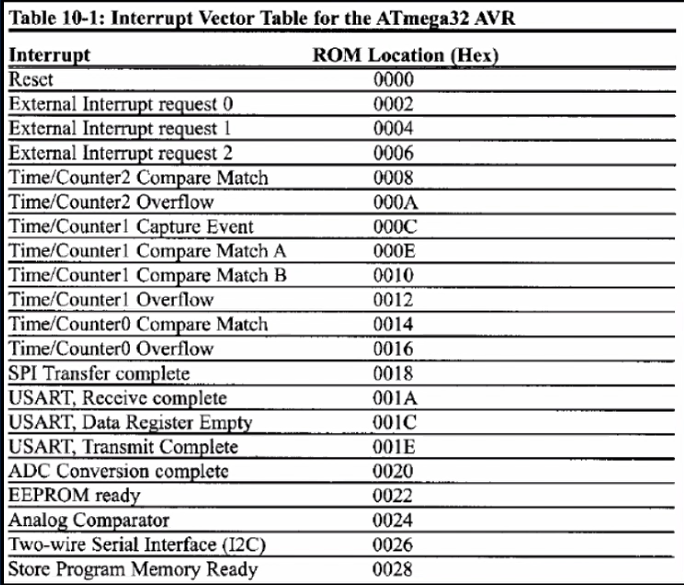 Table 10-1: Interrupt Vector Table for the ATmega32 AVR
Interrupt ROM Location (Hex)
Reset 0000
External Interrupt request 0 0002
External Interrupt request 1 0004
External Interrupt request 2 0006
Time/Counter2 Compare Match 0008
Time/Counter2 Overflow 000A
Time/Counter1 Capture Event 000C
Time/Counter1 Compare Match A 000E
Time/Counter1 Compare Match B 0010
Time/Counter1 Overflow 0012
Time/Counter0 Compare Match 0014
Time/Counter0 Overflow 0016
SPI Transfer complete 0018
USART, Receive complete 001A
USART, Data Register Empty 001C
USART, Transmit Complete 001E
ADC Conversion complete 0020
EEPROM ready 0022
Analog Comparator 0024
Two-wire Serial Interface (I2C) 0026
Store Program Memory Ready 0028